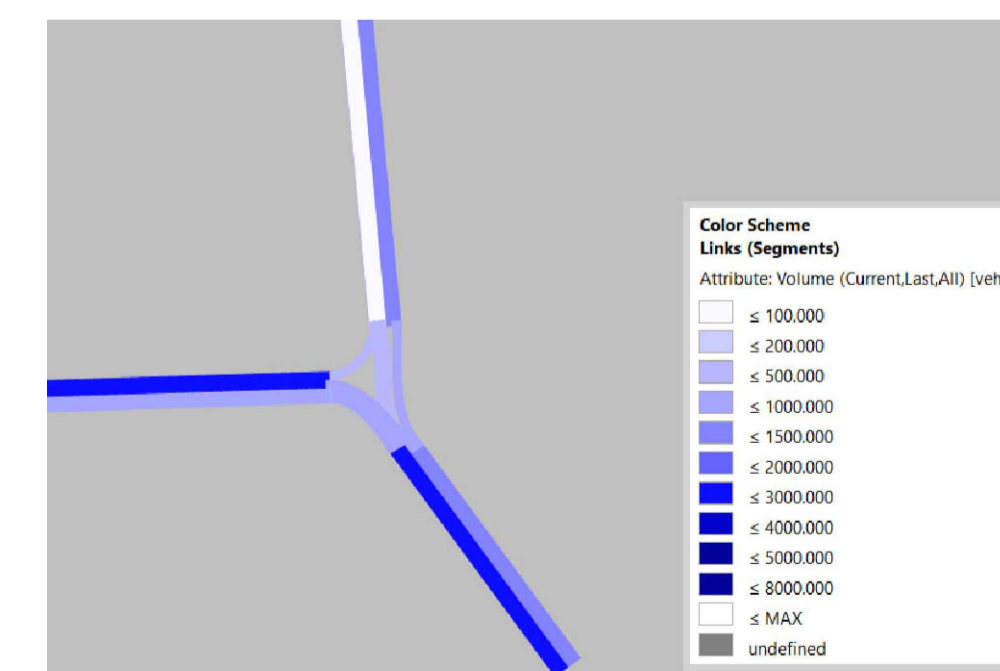 Color Scheme
Links (Segments)
Attribute: Volume (Current,Last,All) [veh
≤ 100.000
≤ 200.000
≤ 500.000
≤ 1000.000
≤ 1500.000
≤ 2000.000
≤ 3000.000
≤ 4000.000
≤ 5000.000
≤ 8000.000
≤ MAX
undefined